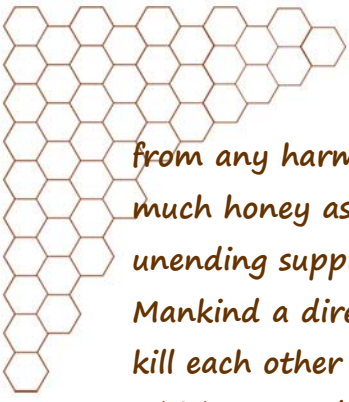 from any harm
much honey as
unending supp
Mankind a dire
kill each other